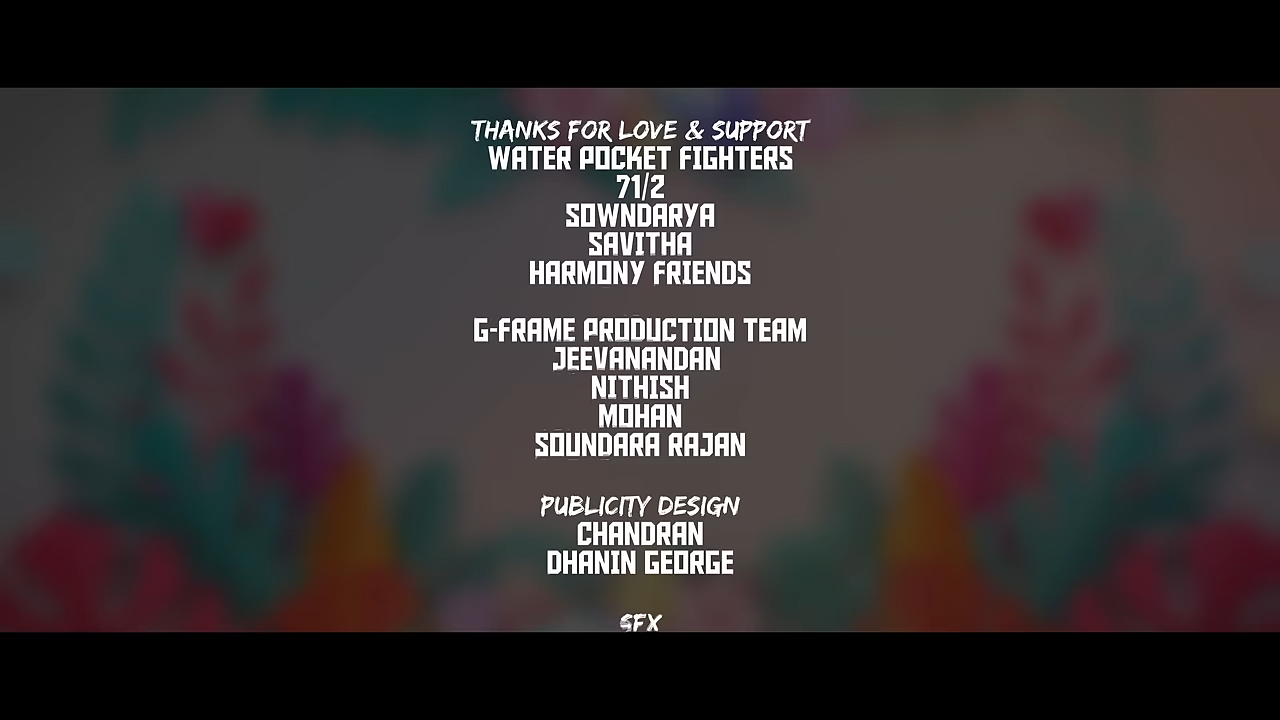 THANKS FOR LOVE & SUPPORT
WATER POCKET FIGHTERS
71/2
SOWNDARYA
SAVITHA
HARMONY FRIENDS
G-FRAME PRODUCTION TEAM
JEEVANANDAN
NITHISH
MOHAN
SOUNDARA RAJAN
PUBLICITY DESIGN
CHANDRAN
DHANIN GEORGE
SFX